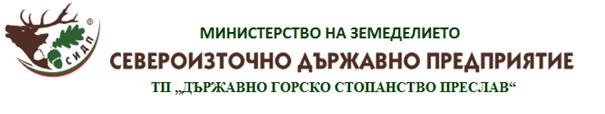 МИНИСТЕРСТВО НА ЗЕМЕДЕЛИЕТО
СЕВЕРОИЗТОЧНО ДЪРЖАВНО ПРЕДПРИЯТИЕ
ТП „ДЪРЖАВНО ГОРСКО СТОПАНСТВО ПРЕСЛАВ“
СИДП